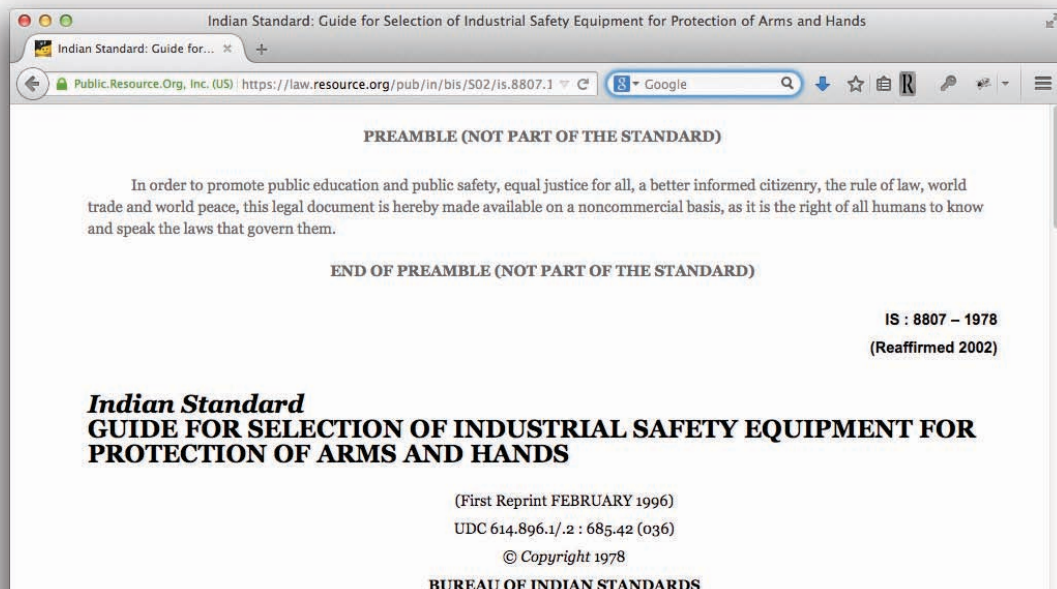 Indian Standard: Guide for Selection of Industrial Safety Equipment for Protection of Arms and Hands
Indian Standard: Guide for...
Public.Resource.Org, Inc. (US) https://law.resource.org/pub/in/bis/S02/is.8807.1
Google
PREAMBLE (NOT PART OF THE STANDARD)
In order to promote public education and public safety, equal justice for all, a better informed citizenry, the rule of law, world
trade and world peace, this legal document is hereby made available on a noncommercial basis, as it is the right of all humans to know
and speak the laws that govern them.
END OF PREAMBLE (NOT PART OF THE STANDARD)
IS : 8807 – 1978
(Reaffirmed 2002)
Indian Standard
GUIDE FOR SELECTION OF INDUSTRIAL SAFETY EQUIPMENT FOR
PROTECTION OF ARMS AND HANDS
(First Reprint FEBRUARY 1996)
UDC 614.896.1/.2 : 685.42 (036)
© Copyright 1978
BUREAU OF INDIAN STANDARDS